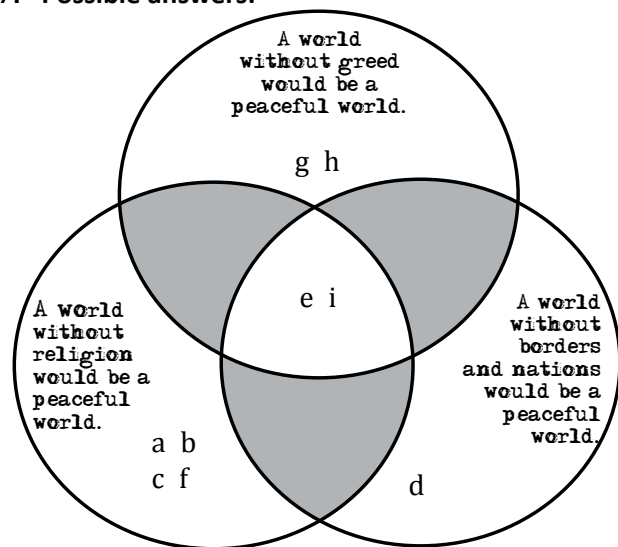 7. Possible answers:
A world
without greed
would be a
peaceful world.
g h
e i
A world
without
religion
would be a
peaceful
world.
A world
without
borders
and nations
would be a
peaceful
world.
a b
c f
d